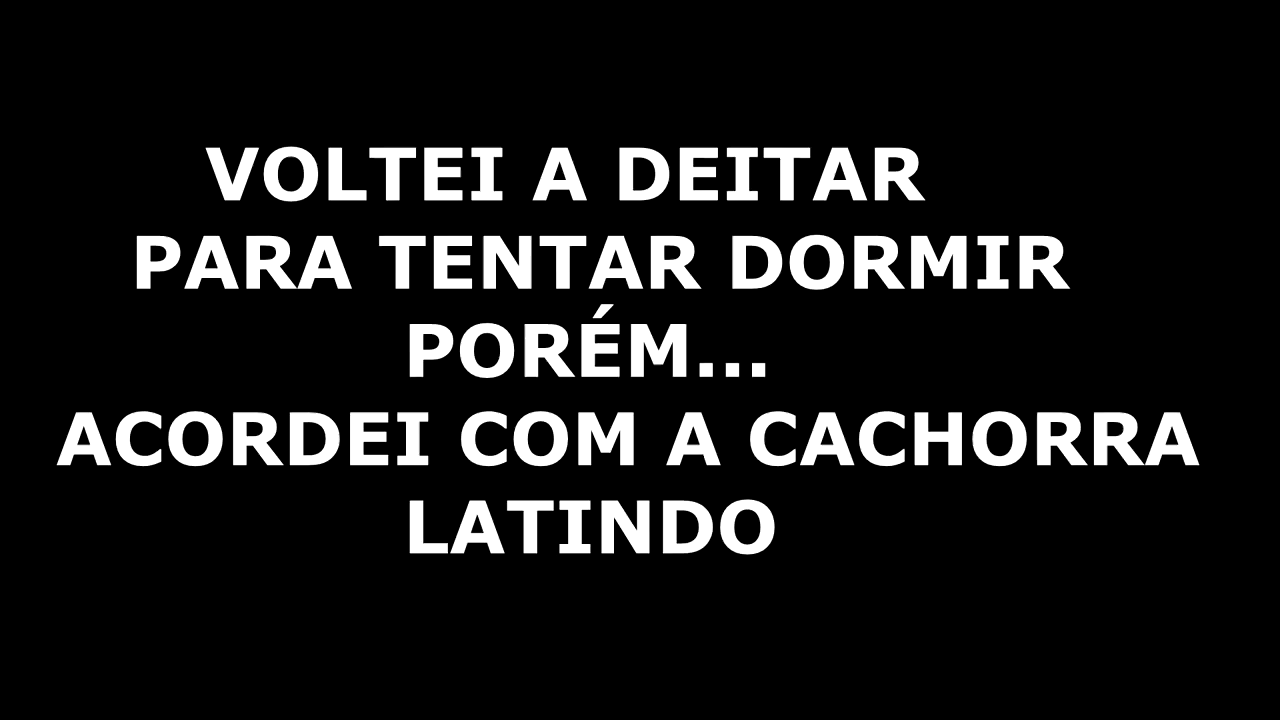 VOLTEI A DEITAR
PARA TENTAR DORMIR
PORÉM...
ACORDEI COM A CACHORRA
LATINDO